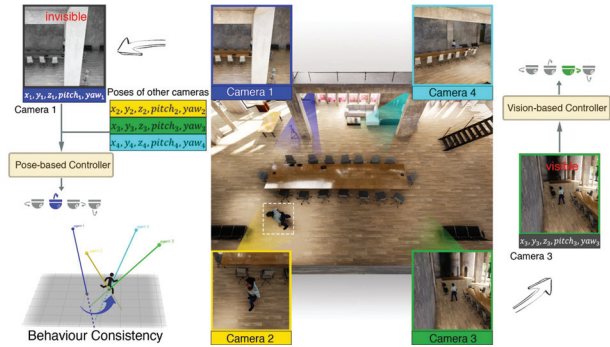 invisible
x₁, y₁, z₁, pitch₁, yaw₁
Camera 1
Poses of other cameras
x₂, y₂, z₂, pitch₂, yaw₂
x₃, y₃, z₃, pitch₃, yaw₃
x₄, y₄, z₄, pitch₄, yaw₄
Pose-based Controller
Behaviour Consistency
Camera 1
Camera 4
Camera 2
Camera 3
Vision-based Controller
visible
x₃, y₃, z₃, pitch₃, yaw₃
Camera 3